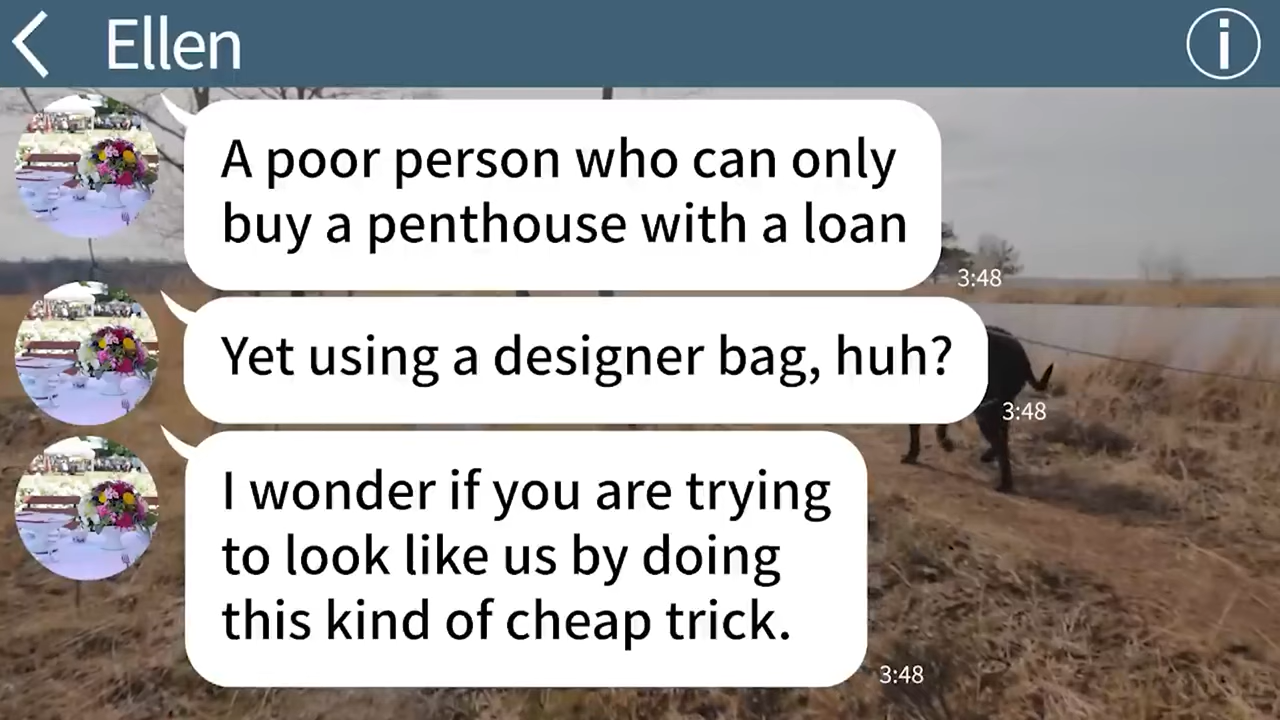 Ellen
A poor person who can only
buy a penthouse with a loan
3:48
Yet using a designer bag, huh?
3:48
I wonder if you are trying
to look like us by doing
this kind of cheap trick.
3:48